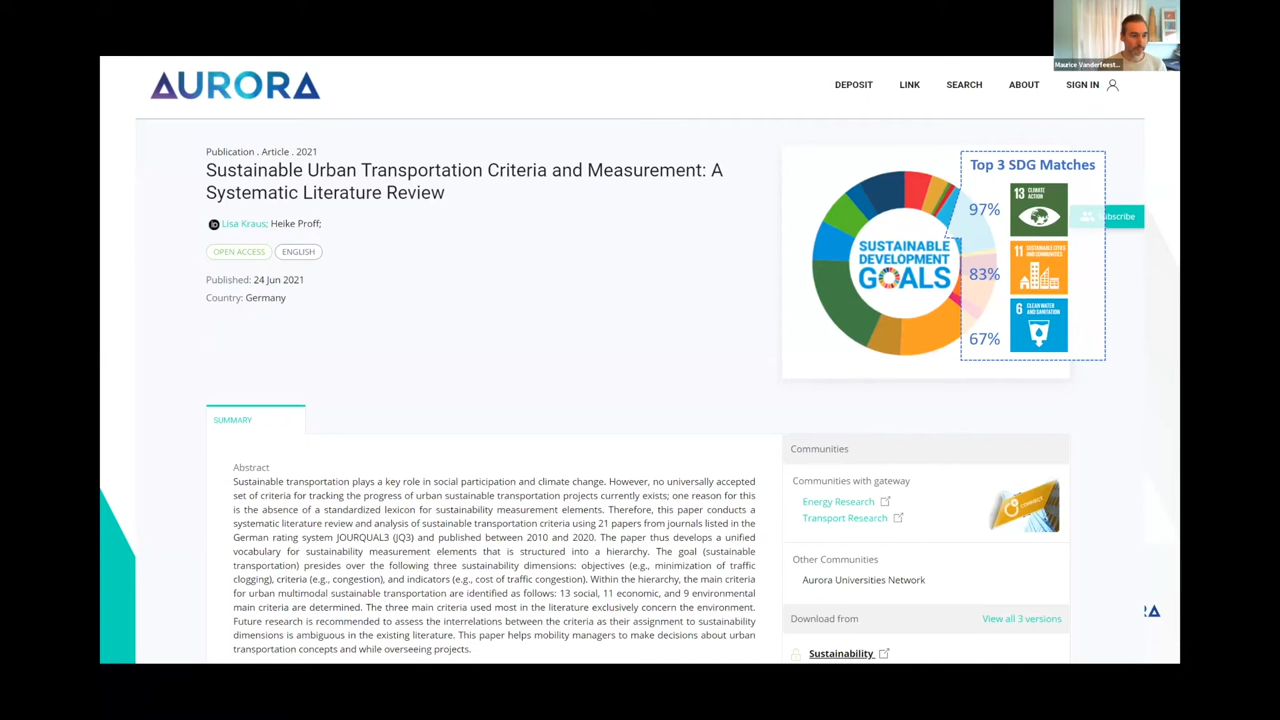 Maurice Vanderfeest...
AURORA
DEPOSIT LINK SEARCH ABOUT SIGN IN
Publication . Article . 2021
Sustainable Urban Transportation Criteria and Measurement: A
Systematic Literature Review
iD Lisa Kraus; Heike Proff;
OPEN ACCESS ENGLISH
Published: 24 Jun 2021
Country: Germany
SUSTAINABLE
DEVELOPMENT
GOALS
Top 3 SDG Matches
97%
13 CLIMATE
ACTION
83%
11 SUSTAINABLE CITIES
AND COMMUNITIES
67%
6 CLEAN WATER
AND SANITATION
Subscribe
SUMMARY
Abstract
Sustainable transportation plays a key role in social participation and climate change. However, no universally accepted
set of criteria for tracking the progress of urban sustainable transportation projects currently exists; one reason for this
is the absence of a standardized lexicon for sustainability measurement elements. Therefore, this paper conducts a
systematic literature review and analysis of sustainable transportation criteria using 21 papers from journals listed in the
German rating system JOURQUAL3 (JQ3) and published between 2010 and 2020. The paper thus develops a unified
vocabulary for sustainability measurement elements that is structured into a hierarchy. The goal (sustainable
transportation) presides over the following three sustainability dimensions: objectives (e.g., minimization of traffic
clogging), criteria (e.g., congestion), and indicators (e.g., cost of traffic congestion). Within the hierarchy, the main criteria
for urban multimodal sustainable transportation are identified as follows: 13 social, 11 economic, and 9 environmental
main criteria are determined. The three main criteria used most in the literature exclusively concern the environment.
Future research is recommended to assess the interrelations between the criteria as their assignment to sustainability
dimensions is ambiguous in the existing literature. This paper helps mobility managers to make decisions about urban
transportation concepts and while overseeing projects.
Communities
Communities with gateway
Energy Research
Transport Research
CONNECT
Other Communities
Aurora Universities Network
Download from View all 3 versions
Sustainability